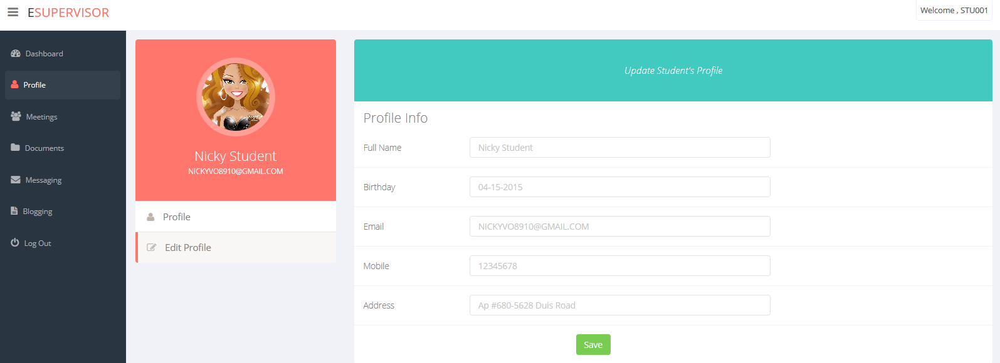 ESUPERVISOR
Welcome , STU001
Dashboard
Profile
Meetings
Documents
Messaging
Blogging
Log Out
Nicky Student
NICKYVO8910@GMAIL.COM
Profile
Edit Profile
Update Student's Profile
Profile Info
Full Name
Nicky Student
Birthday
04-15-2015
Email
NICKYVO8910@GMAIL.COM
Mobile
12345678
Address
Ap #680-5628 Duis Road
Save